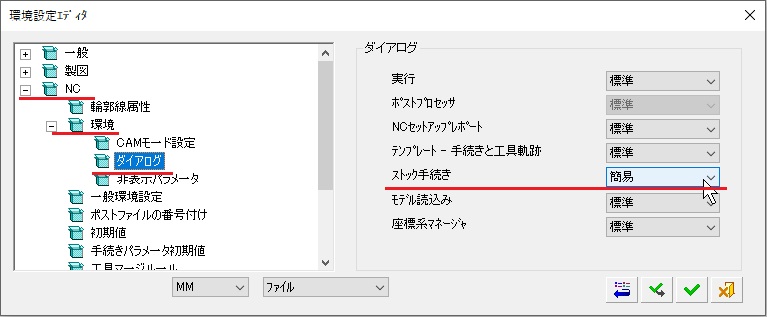 環境設定エディタ
一般
製図
NC
輪郭線属性
環境
CAMモード設定
ダイアログ
非表示パラメータ
一般環境設定
ポストファイルの番号付け
初期値
手続きパラメータ初期値
工具マージルール
ダイアログ
実行 標準
ポストプロセッサ 標準
NCセットアップレポート 標準
テンプレート - 手続きと工具軌跡 標準
ストック手続き 簡易
モデル読込み 標準
座標系マネージャ 標準
MM ファイル